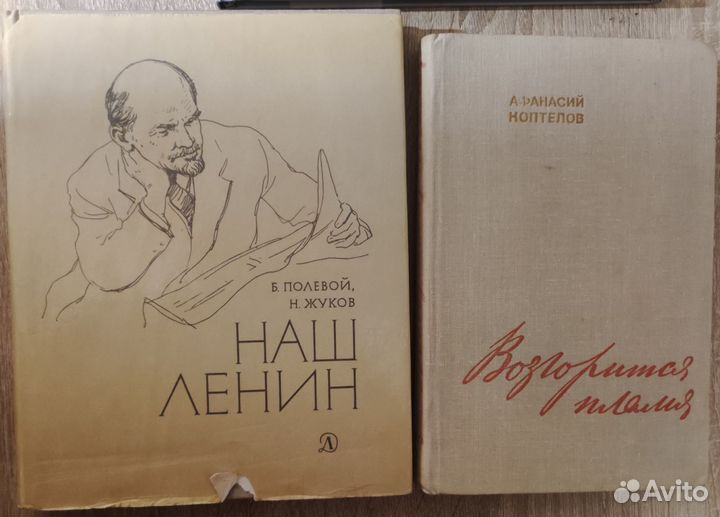 Б. ПОЛЕВОЙ,
Н. ЖУКОВ
НАШ
ЛЕНИН
Д
АФАНАСИЙ
КОПТЕЛОВ
Возгорится
пламя
Avito